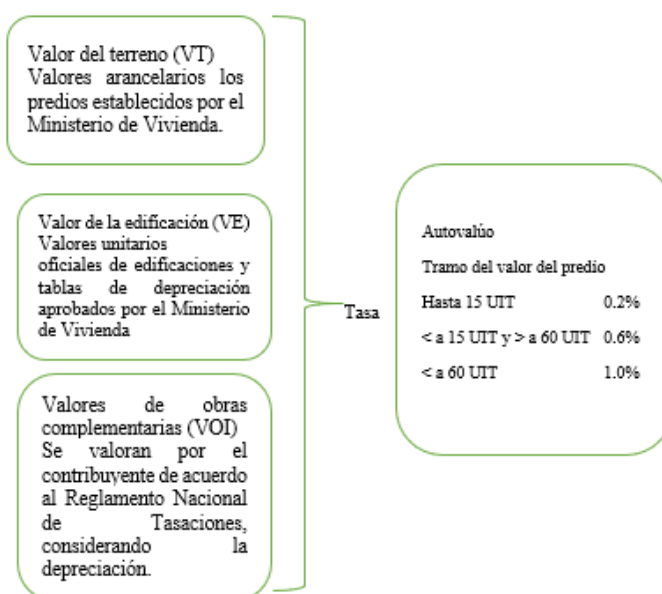 Valor del terreno (VT)
Valores arancelarios los
predios establecidos por el
Ministerio de Vivienda.
Valor de la edificación (VE)
Valores unitarios
oficiales de edificaciones y
tablas de depreciación
aprobados por el Ministerio
de Vivienda
Valores de obras
complementarias (VOI)
Se valoran por el
contribuyente de acuerdo
al Reglamento Nacional
de Tasaciones,
considerando la
depreciación.
Tasa
Autovalúo
Tramo del valor del predio
Hasta 15 UIT 0.2%
< a 15 UIT y > a 60 UIT 0.6%
< a 60 UIT 1.0%